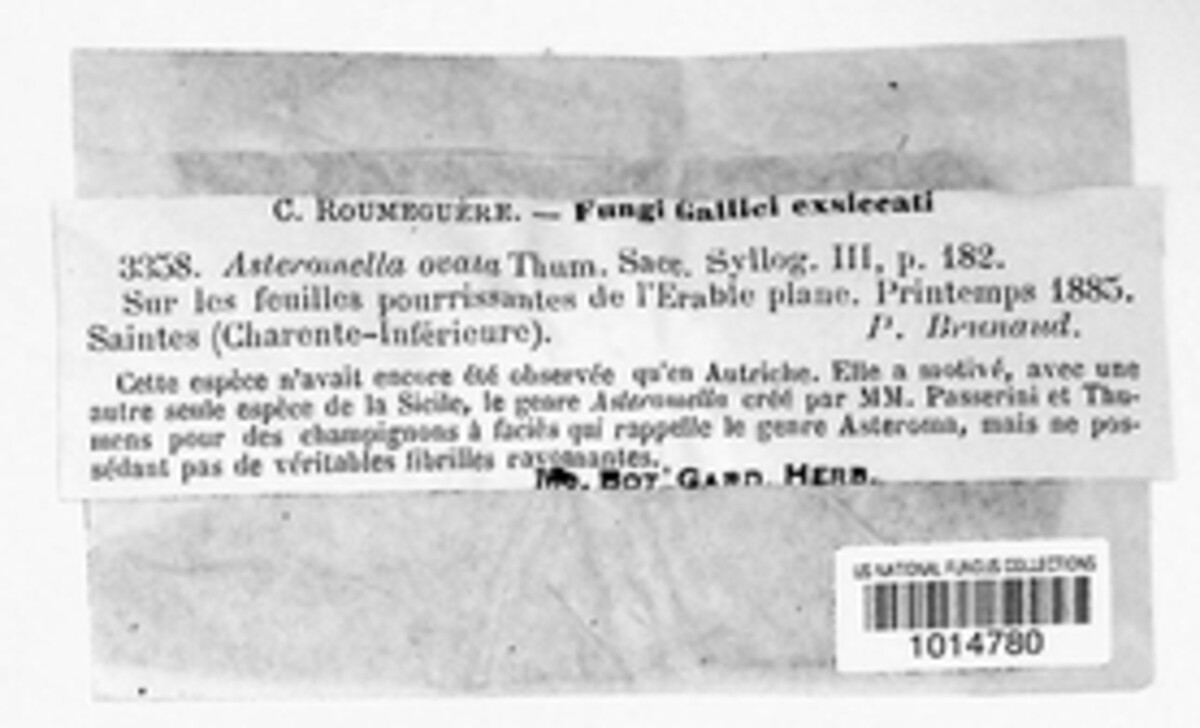 C. ROUMEGUÈRE. — Fungi Gallici exsiccati
3358. Asteromella ovata Thum. Sacc. Syllog. III, p. 182.
Sur les feuilles pourrissantes de l'Erable plane. Printemps 1885.
Saintes (Charente-Inférieure). P. Brunaud.
Cette espèce n'avait encore été observée qu'en Autriche. Elle a motivé, avec une
autre seule espèce de la Sicile, le genre Asteromella créé par MM. Passerini et Thu-
mens pour des champignons à faciès qui rappelle le genre Asteroma, mais ne pos-
sédant pas de véritables fibrilles rayonnantes.
MO. BOT. GARD. HERB.
US NATIONAL FUNGUS COLLECTIONS
1014780